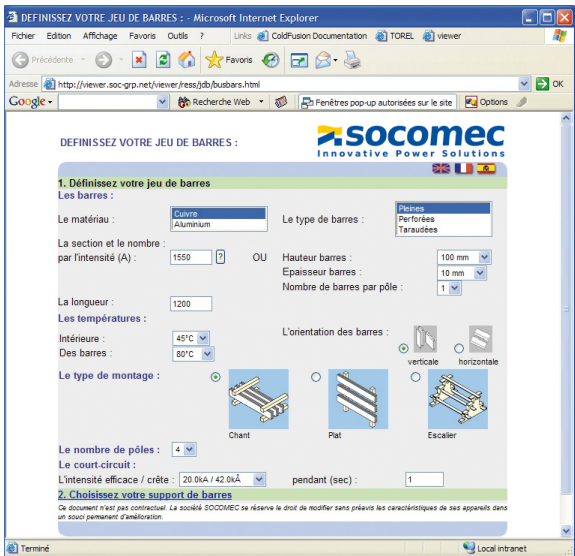 DEFINISSEZ VOTRE JEU DE BARRES : - Microsoft Internet Explorer
Fichier Edition Affichage Favoris Outils ? Links ColdFusion Documentation TOREL viewer
Précédente Favoris
Adresse http://viewer.soc-grp.net/viewer/ress/jdb/busbars.html OK
Google Recherche Web Fenêtres pop-up autorisées sur le site Options
DEFINISSEZ VOTRE JEU DE BARRES :
socomec
Innovative Power Solutions
1. Définissez votre jeu de barres
Les barres :
Le matériau : Cuivre Aluminium Le type de barres : Pleines Perforées Taraudées
La section et le nombre :
par l'intensité (A) : 1550 ? OU Hauteur barres : 100 mm
Epaisseur barres : 10 mm
Nombre de barres par pôle : 1
La longueur : 1200
Les températures :
Intérieure : 45°C L'orientation des barres :
Des barres : 80°C verticale horizontale
Le type de montage :
Chant Plat Escalier
Le nombre de pôles : 4
Le court-circuit :
L'intensité efficace / crête : 20.0kA / 42.0kÂ pendant (sec) : 1
2. Choisissez votre support de barres
Ce document n'est pas contractuel. La société SOCOMEC se réserve le droit de modifier sans préavis les caractéristiques de ses appareils dans
un souci permanent d'amélioration.
Terminé Local intranet